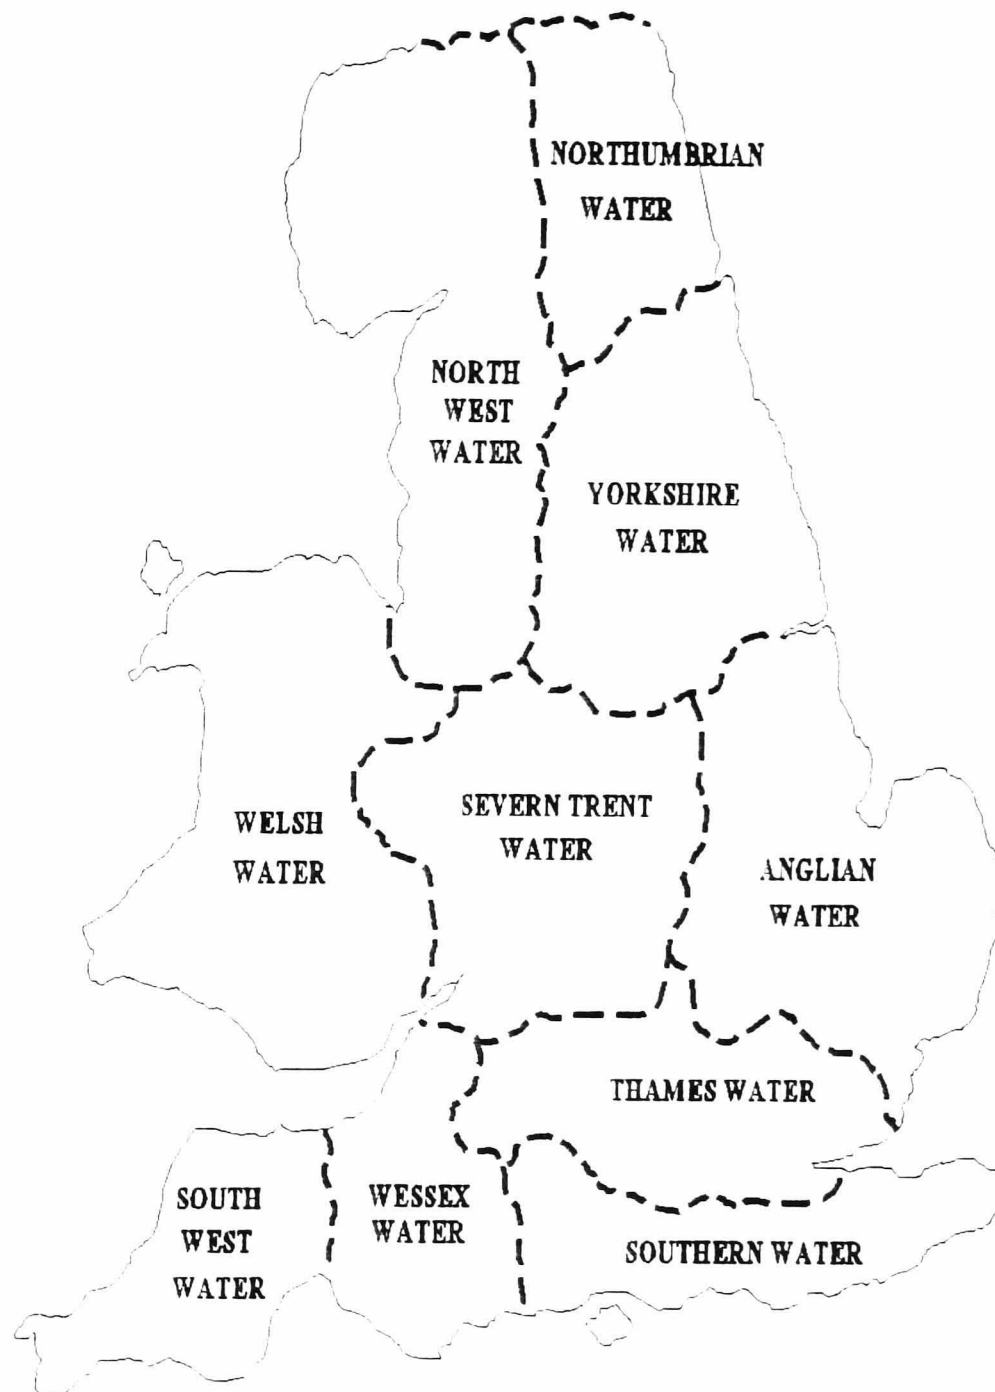 NORTHUMBRIAN
WATER
NORTH
WEST
WATER
YORKSHIRE
WATER
SEVERN TRENT
WATER
WELSH
WATER
ANGLIAN
WATER
THAMES WATER
WESSEX
WATER
SOUTH
WEST
WATER
SOUTHERN WATER